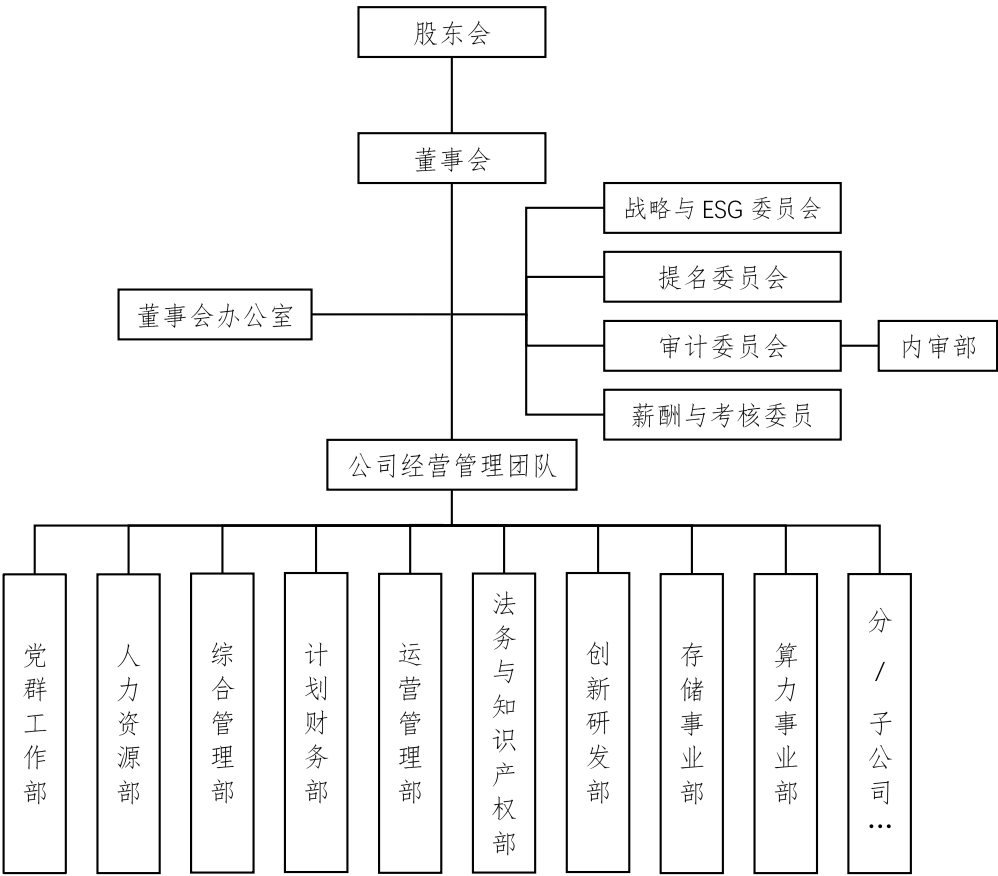 股东会
董事会
战略与 ESG 委员会
提名委员会
董事会办公室
审计委员会
内审部
薪酬与考核委员
公司经营管理团队
党群工作部
人力资源部
综合管理部
计划财务部
运营管理部
法务与知识产权部
创新研发部
存储事业部
算力事业部
分/子公司…